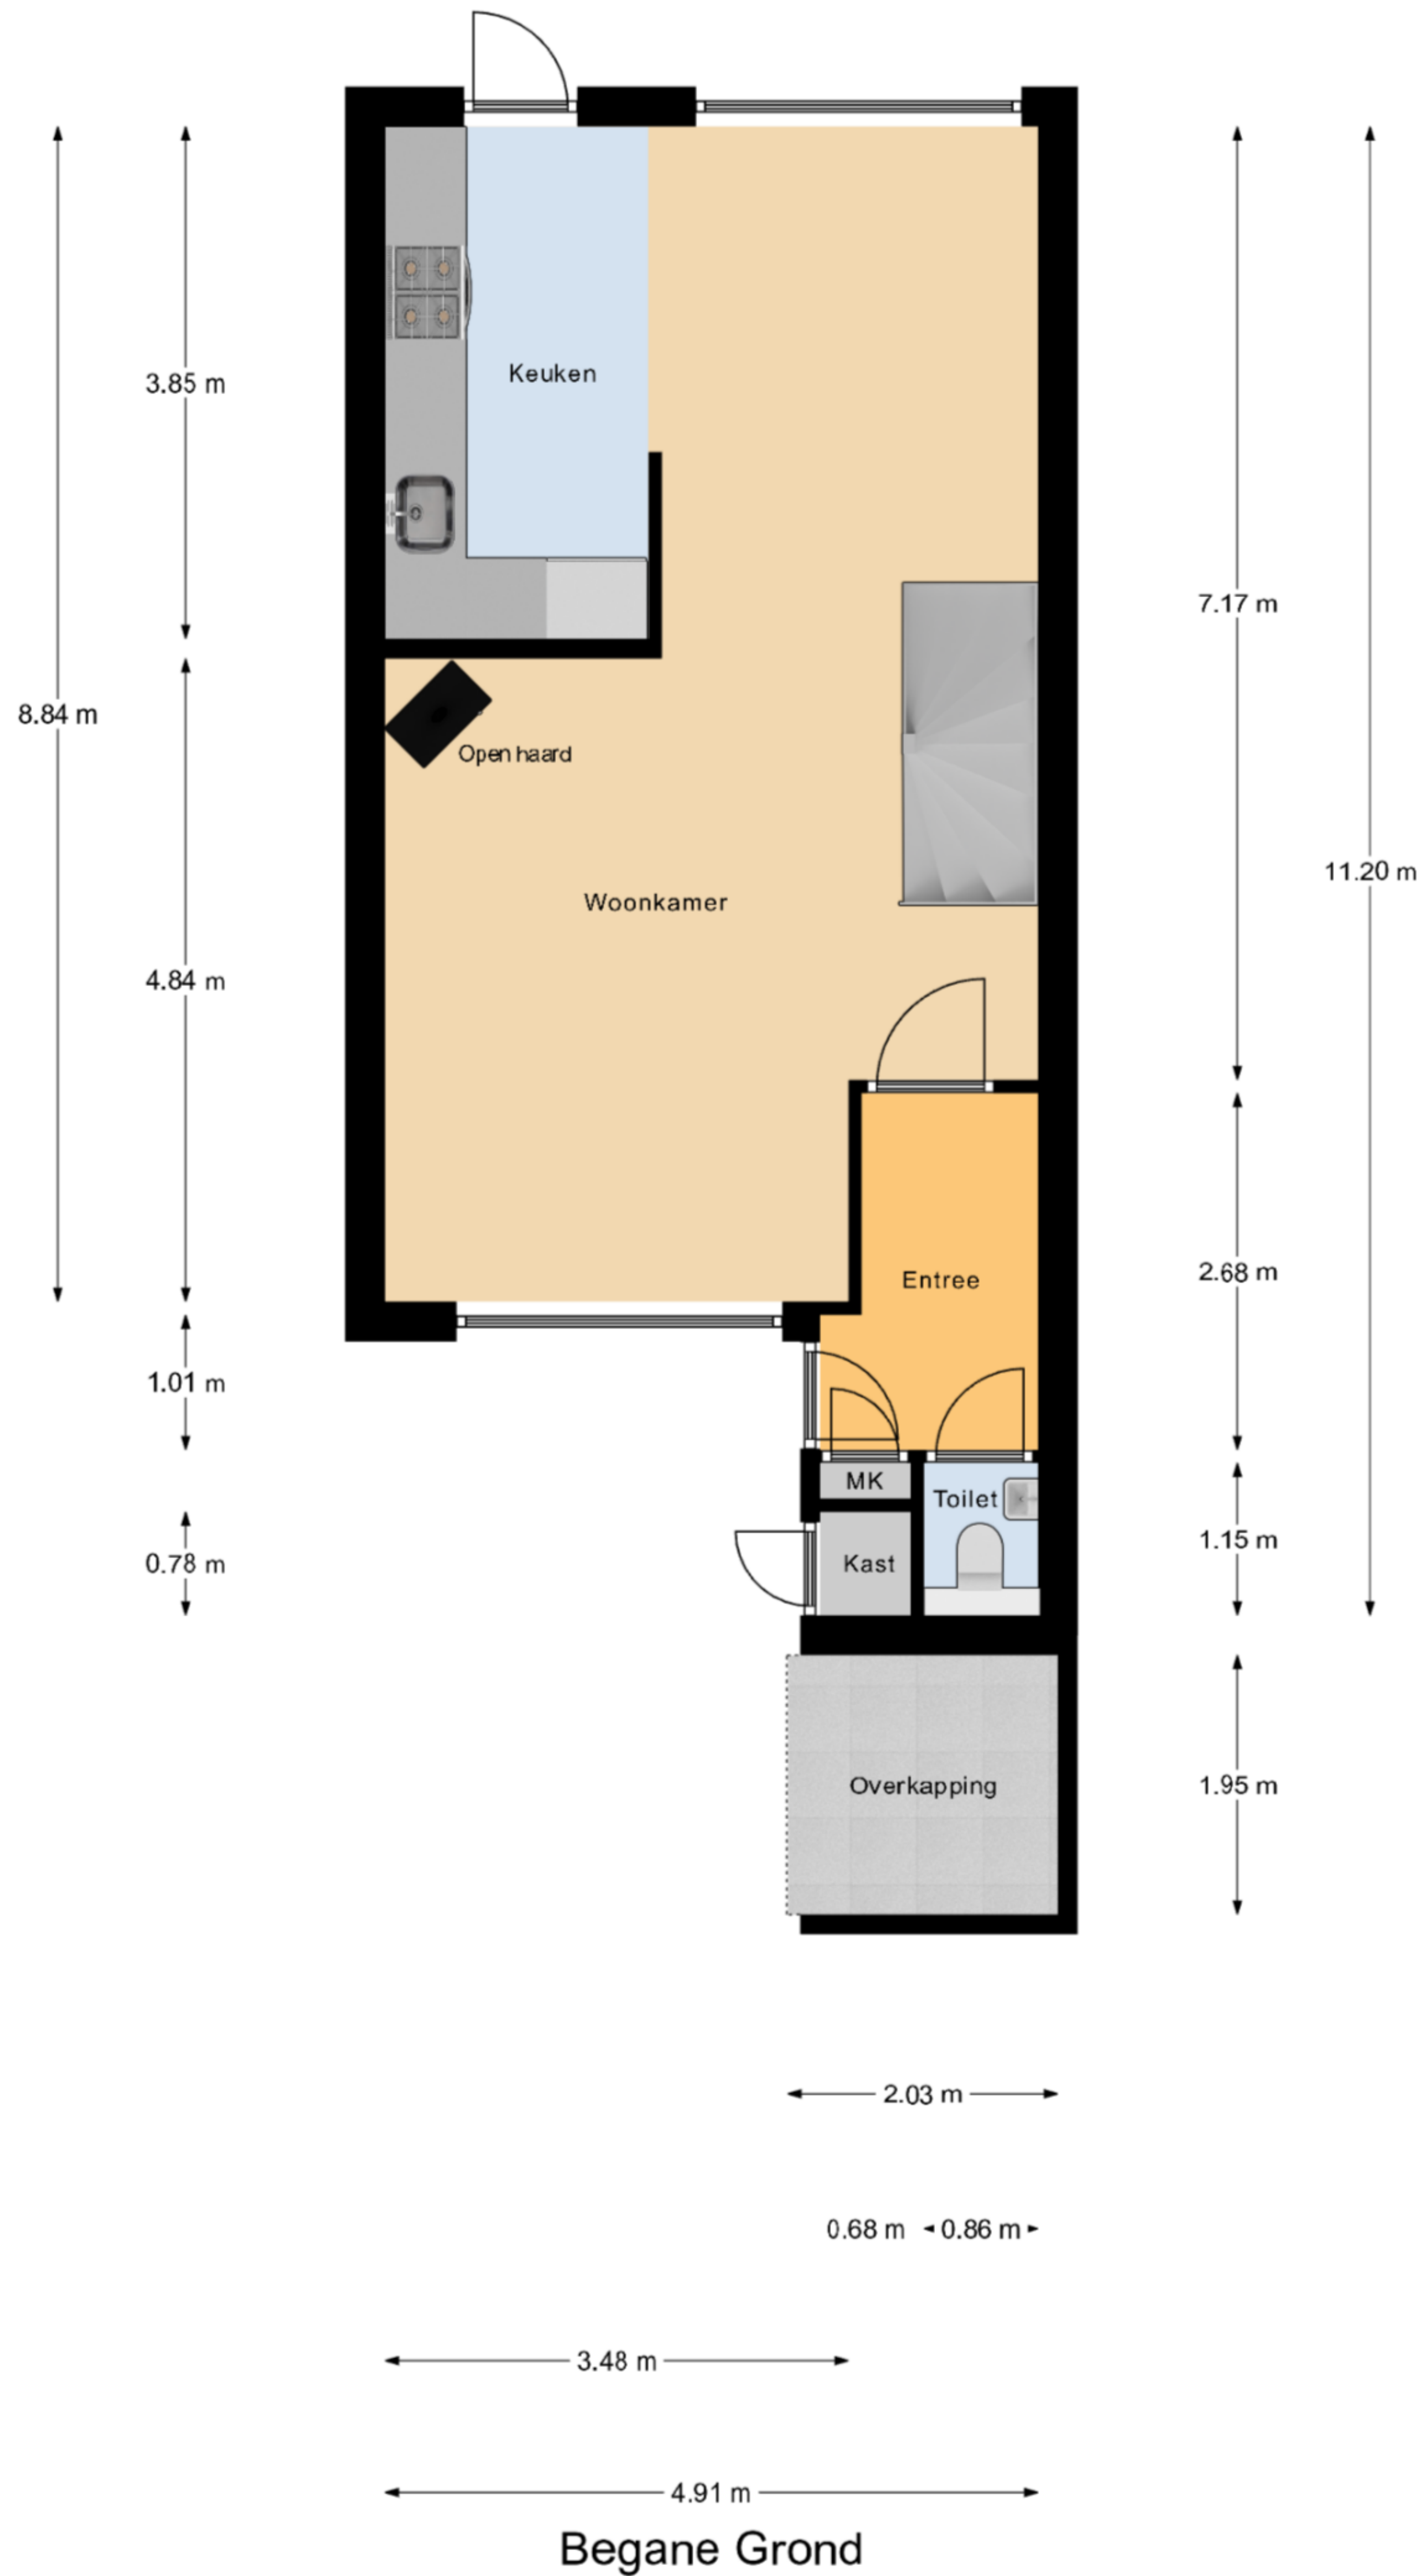 3.85 m
Keuken
7.17 m
8.84 m
Open haard
11.20 m
Woonkamer
4.84 m
2.68 m
Entree
1.01 m
MK
Toilet
1.15 m
0.78 m
Kast
Overkapping
1.95 m
2.03 m
0.68 m
0.86 m
3.48 m
4.91 m
Begane Grond